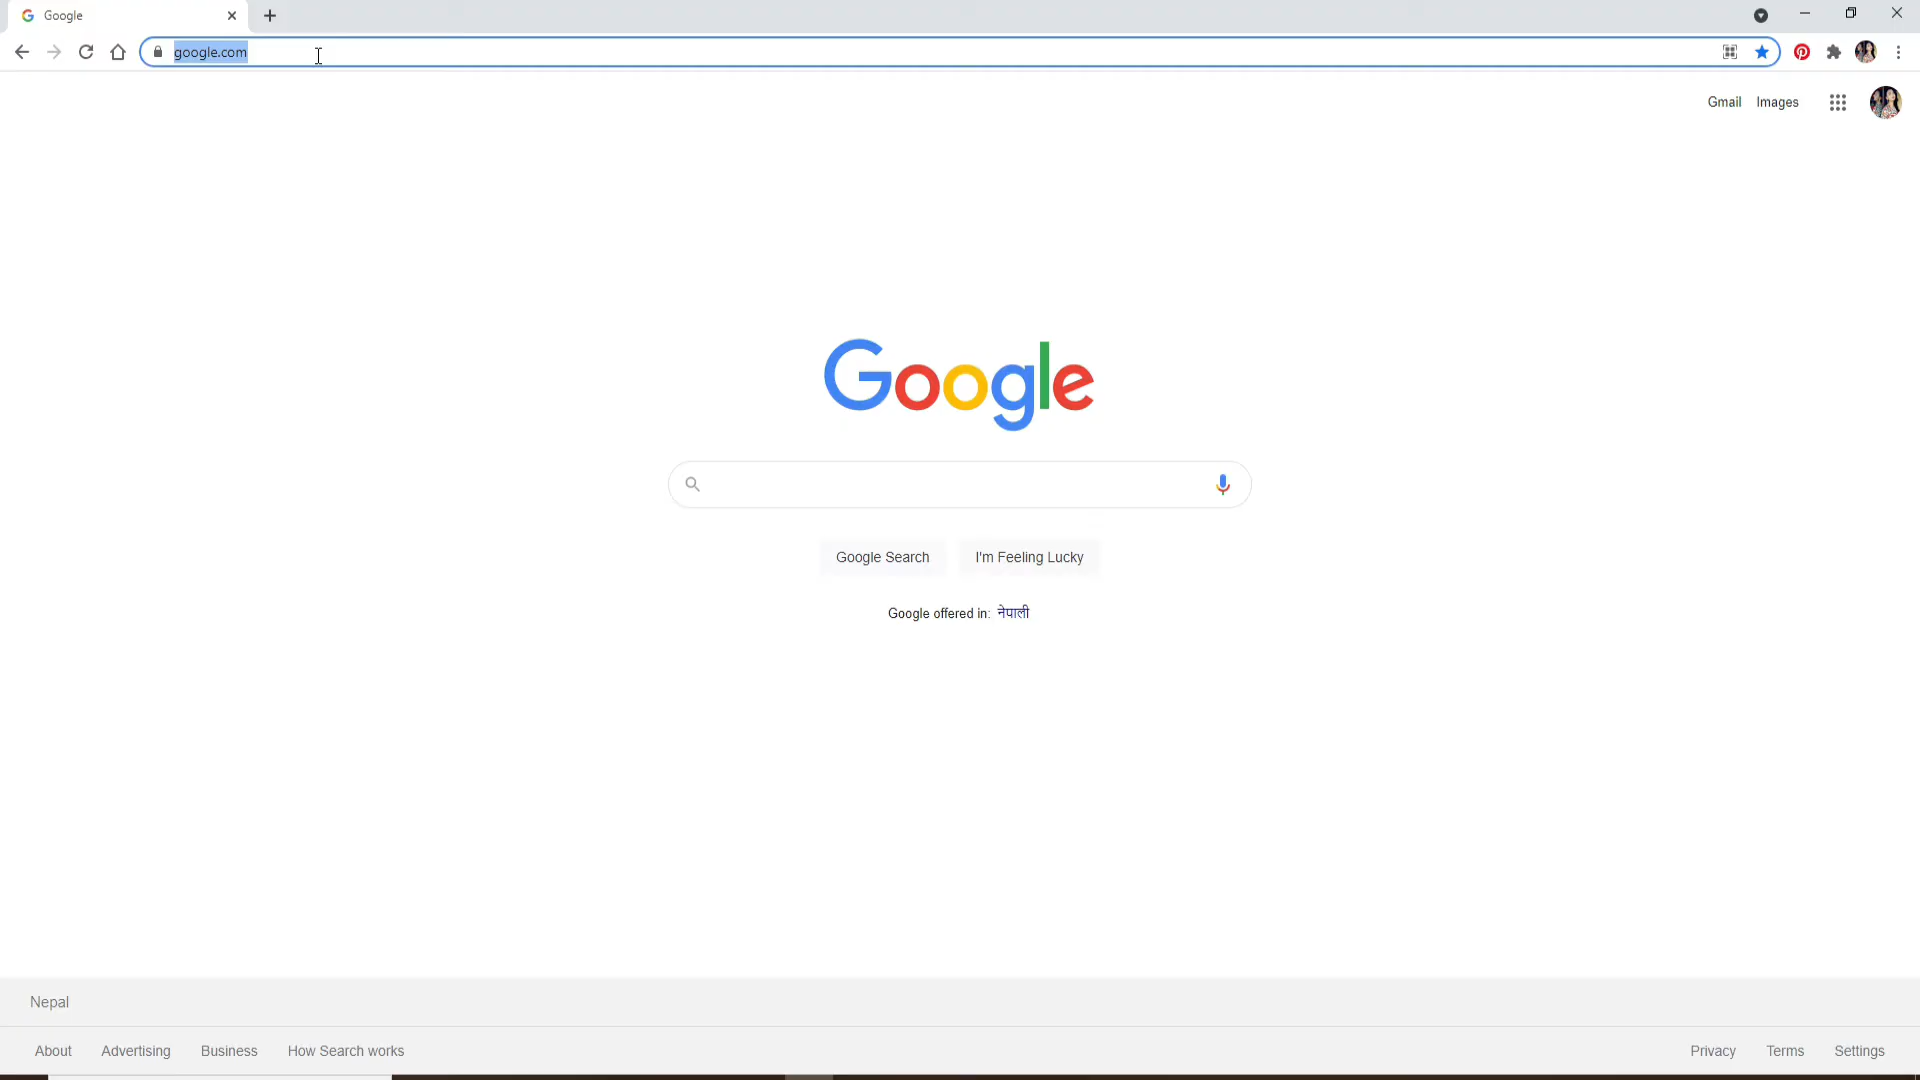 Google
google.com
Gmail Images
Google
Google Search I'm Feeling Lucky
Google offered in: नेपाली
Nepal
About Advertising Business How Search works Privacy Terms Settings